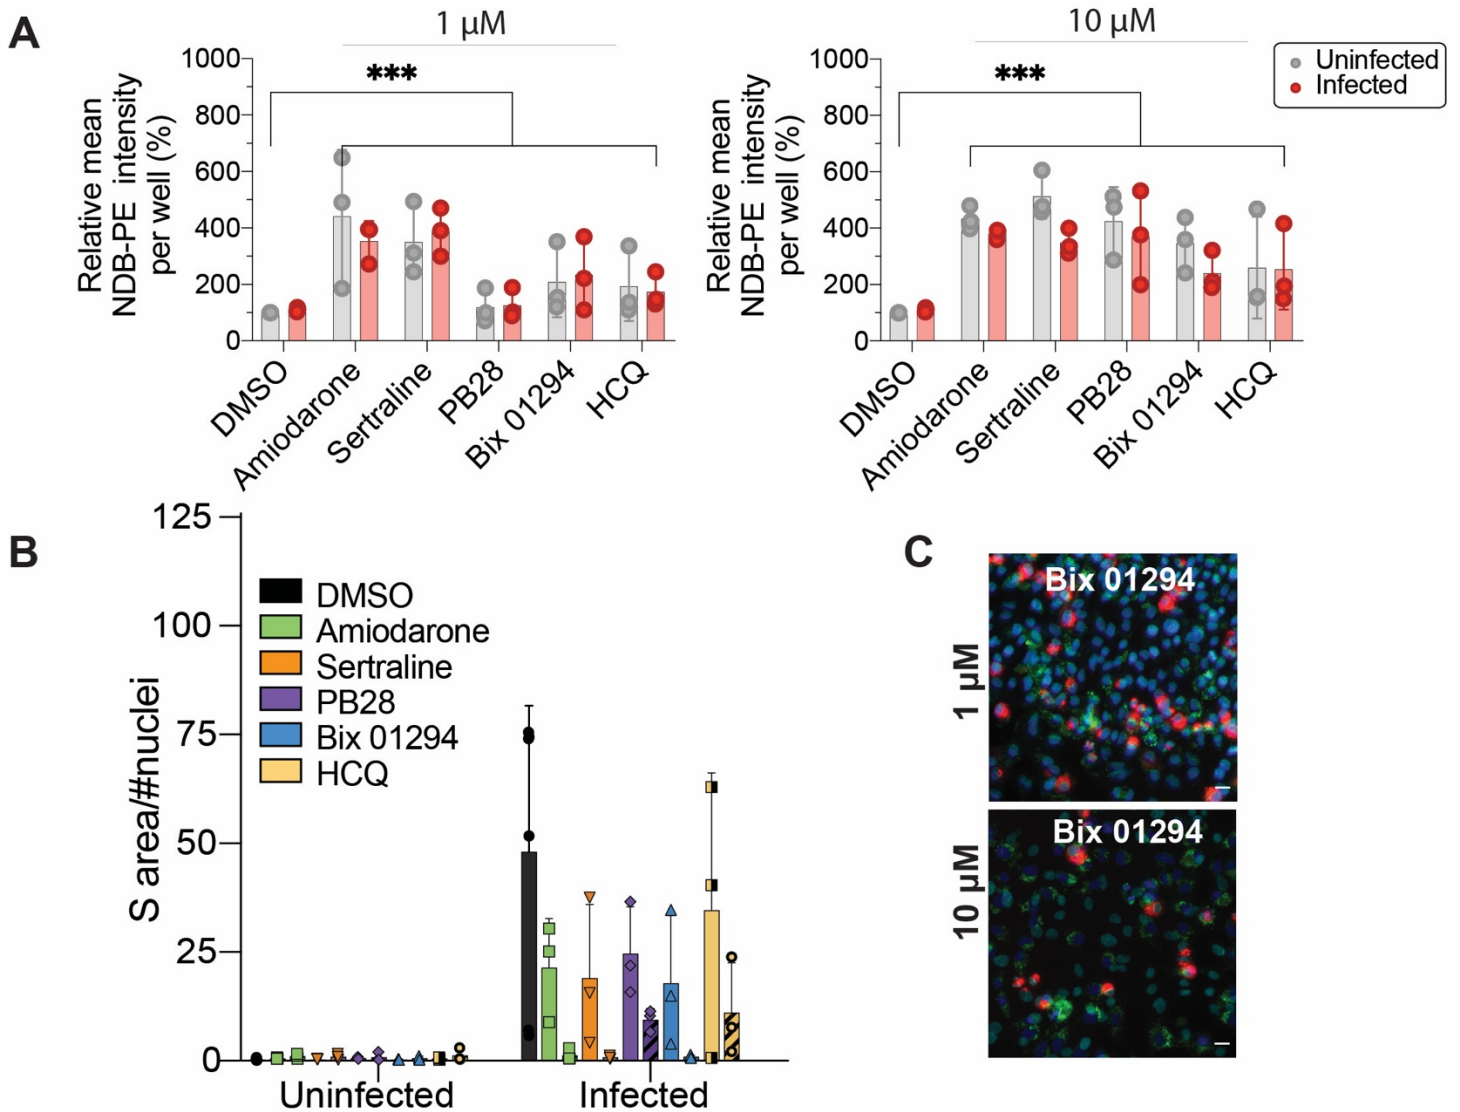 A
1 µM
Relative mean
NDB-PE intensity
per well (%)
1000
800
600
400
200
0
***
DMSO
Amiodarone
Sertraline
PB28
Bix 01294
HCQ
10 µM
Relative mean
NDB-PE intensity
per well (%)
1000
800
600
400
200
0
***
DMSO
Amiodarone
Sertraline
PB28
Bix 01294
HCQ
Uninfected
Infected
B
S area/#nuclei
125
100
75
50
25
0
DMSO
Amiodarone
Sertraline
PB28
Bix 01294
HCQ
Uninfected
Infected
C
1 µM
Bix 01294
10 µM
Bix 01294